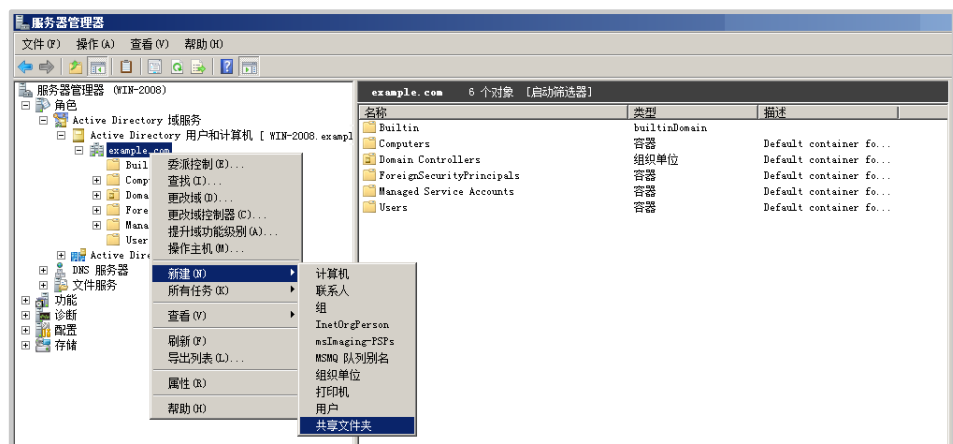 服务器管理器
文件(F) 操作(A) 查看(V) 帮助(H)
服务器管理器 (WIN-2008)
角色
Active Directory 域服务
Active Directory 用户和计算机 [ WIN-2008.exampl
example.com
Buil
Comp
Doma
Fore
Mana
User
Active Dire
DNS 服务器
文件服务
功能
诊断
配置
存储
委派控制(E)...
查找(I)...
更改域(D)...
更改域控制器(C)...
提升域功能级别(A)...
操作主机(M)...
新建(N)
所有任务(K)
查看(V)
刷新(F)
导出列表(L)...
属性(R)
帮助(H)
计算机
联系人
组
InetOrgPerson
msImaging-PSPs
MSMQ 队列别名
组织单位
打印机
用户
共享文件夹
example.com 6 个对象 [启动筛选器]
名称 类型 描述
Builtin builtinDomain
Computers 容器 Default container fo...
Domain Controllers 组织单位 Default container fo...
ForeignSecurityPrincipals 容器 Default container fo...
Managed Service Accounts 容器 Default container fo...
Users 容器 Default container fo...